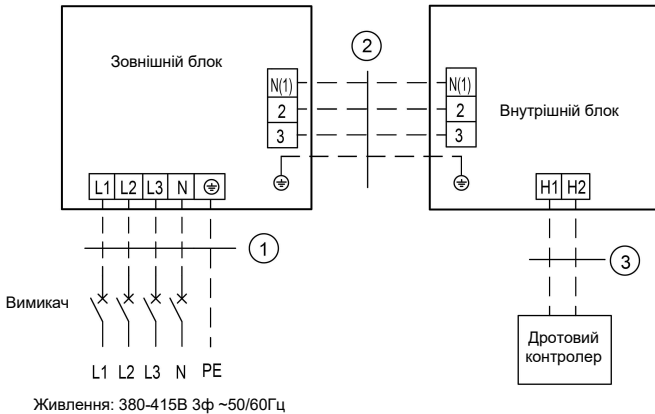 2
Зовнішній блок
N(1)
2
3
N(1)
2
3
Внутрішній блок
L1 L2 L3 N
H1 H2
1
3
Вимикач
L1 L2 L3 N PE
Дротовий
контролер
Живлення: 380-415В 3ф ~50/60Гц